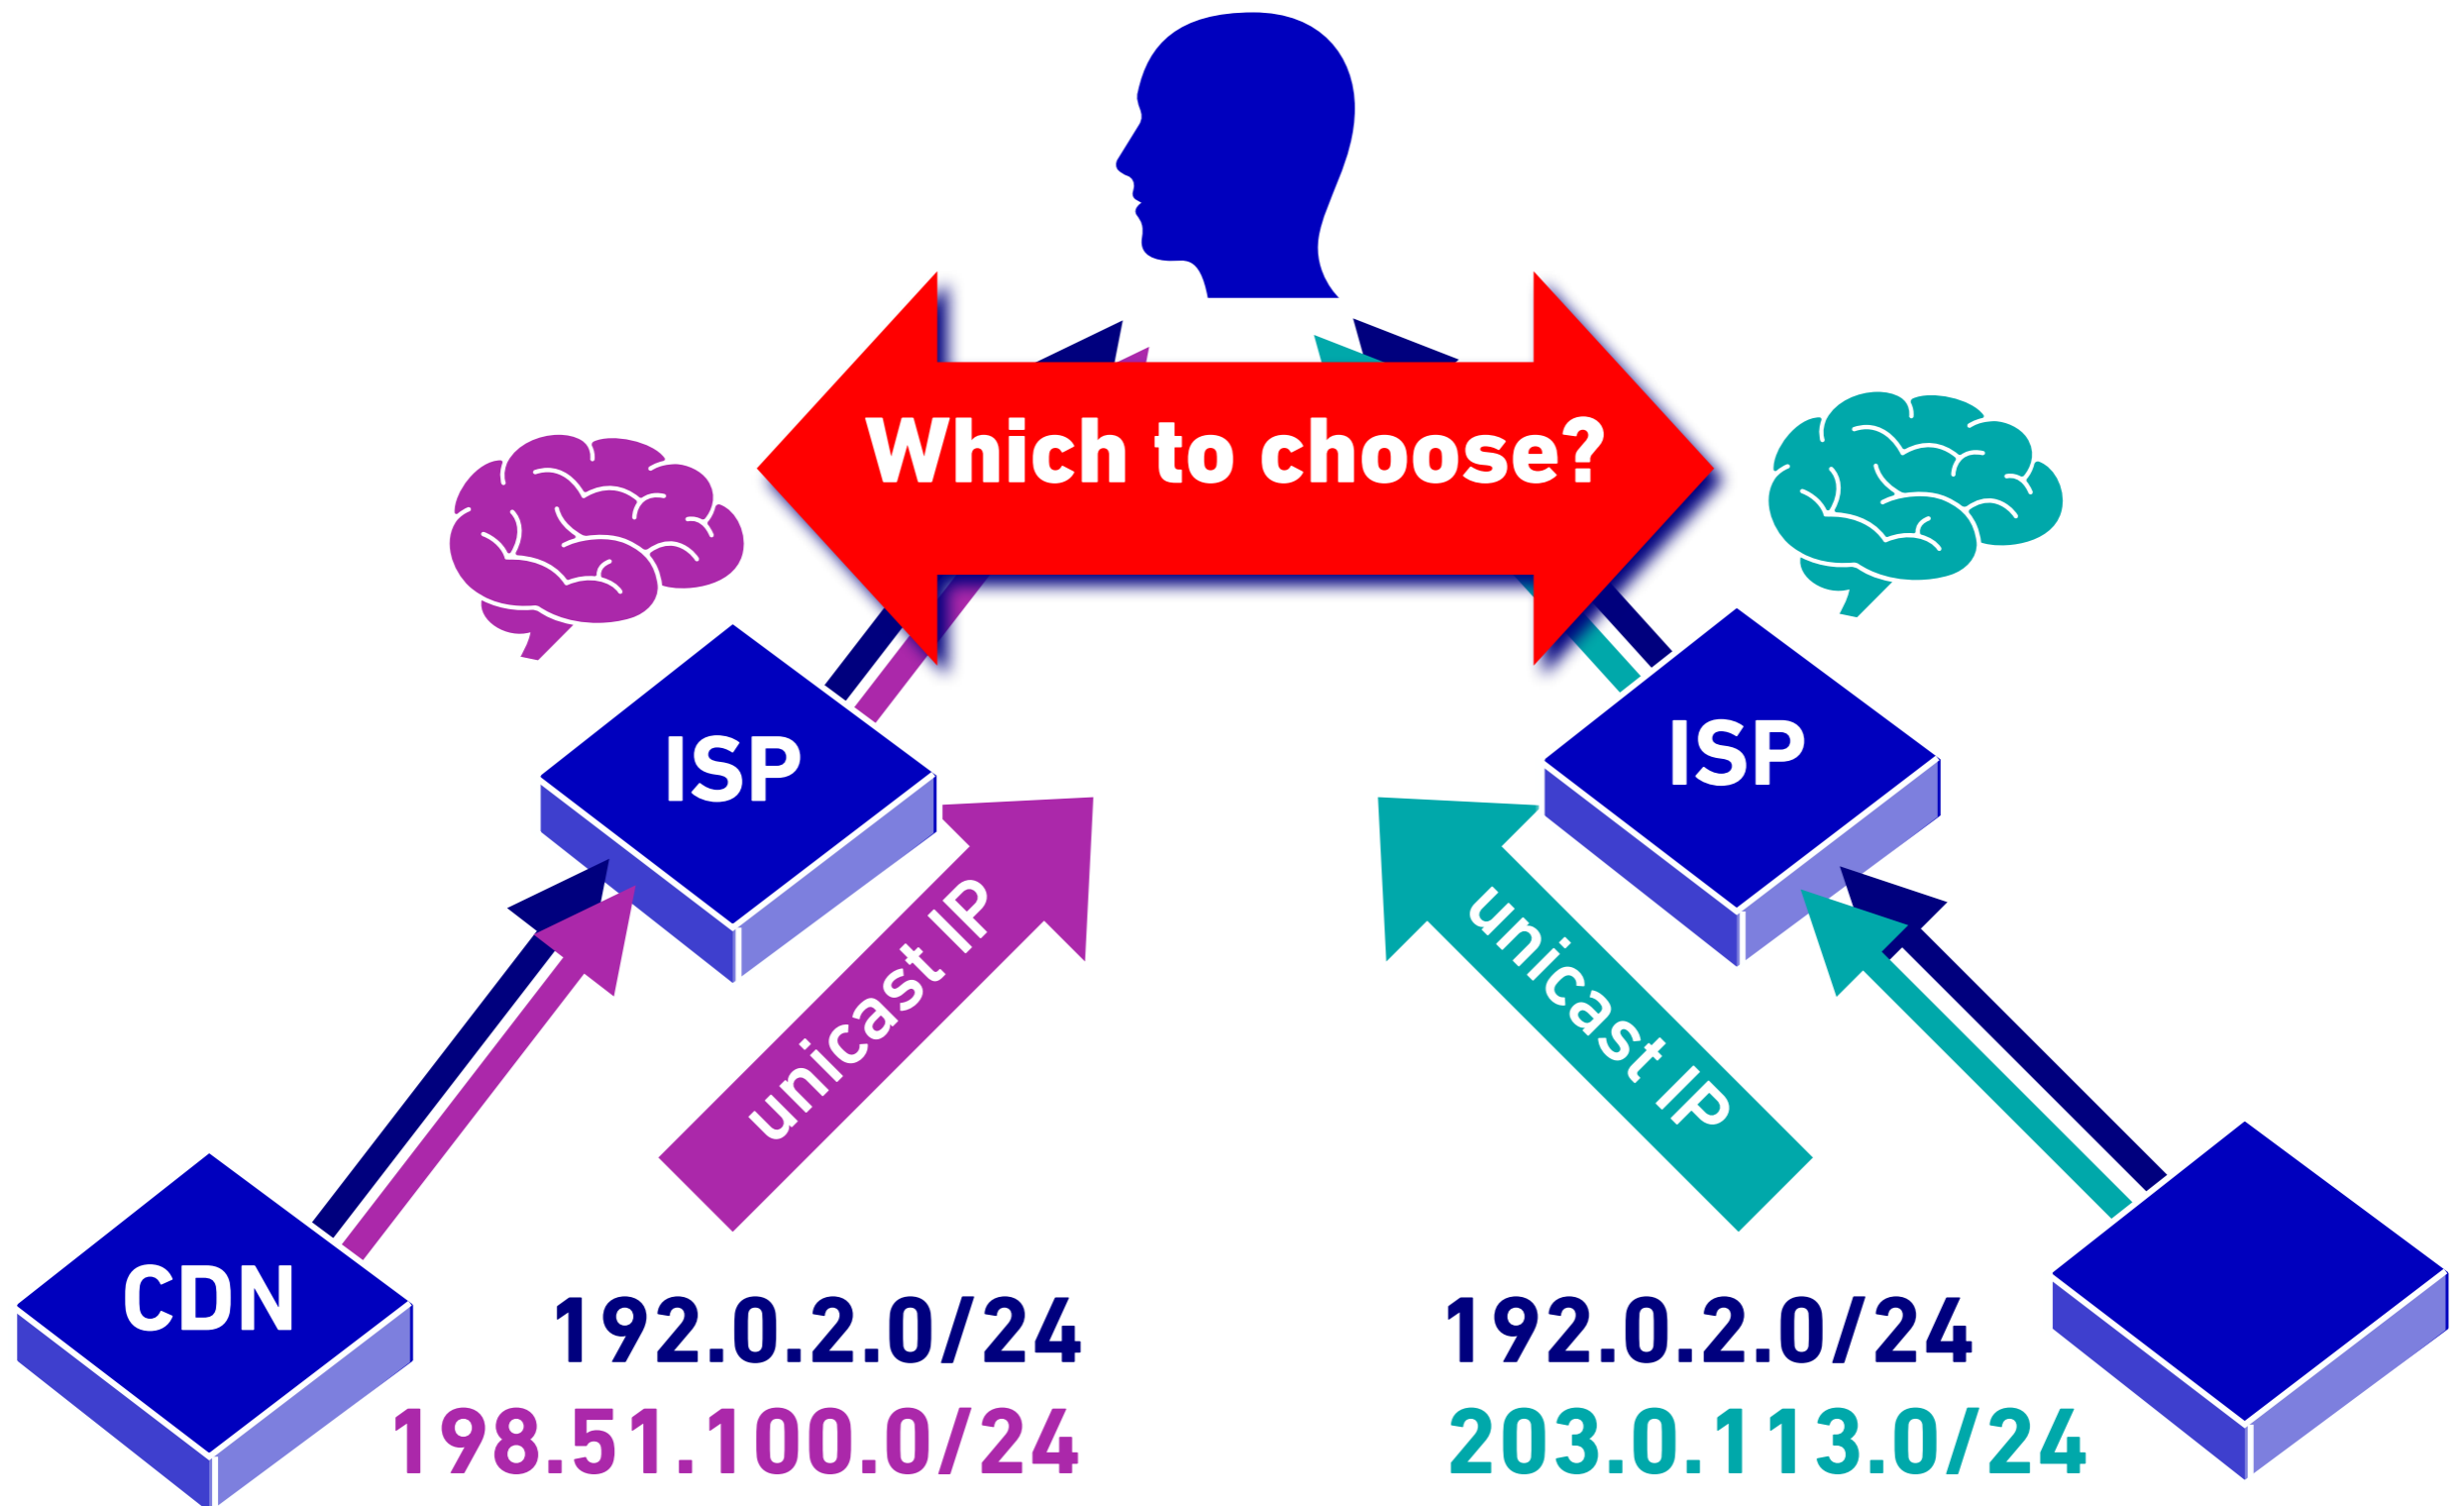 Which to choose?
ISP
ISP
unicast IP
unicast IP
CDN
192.0.2.0/24
198.51.100.0/24
192.0.2.0/24
203.0.113.0/24